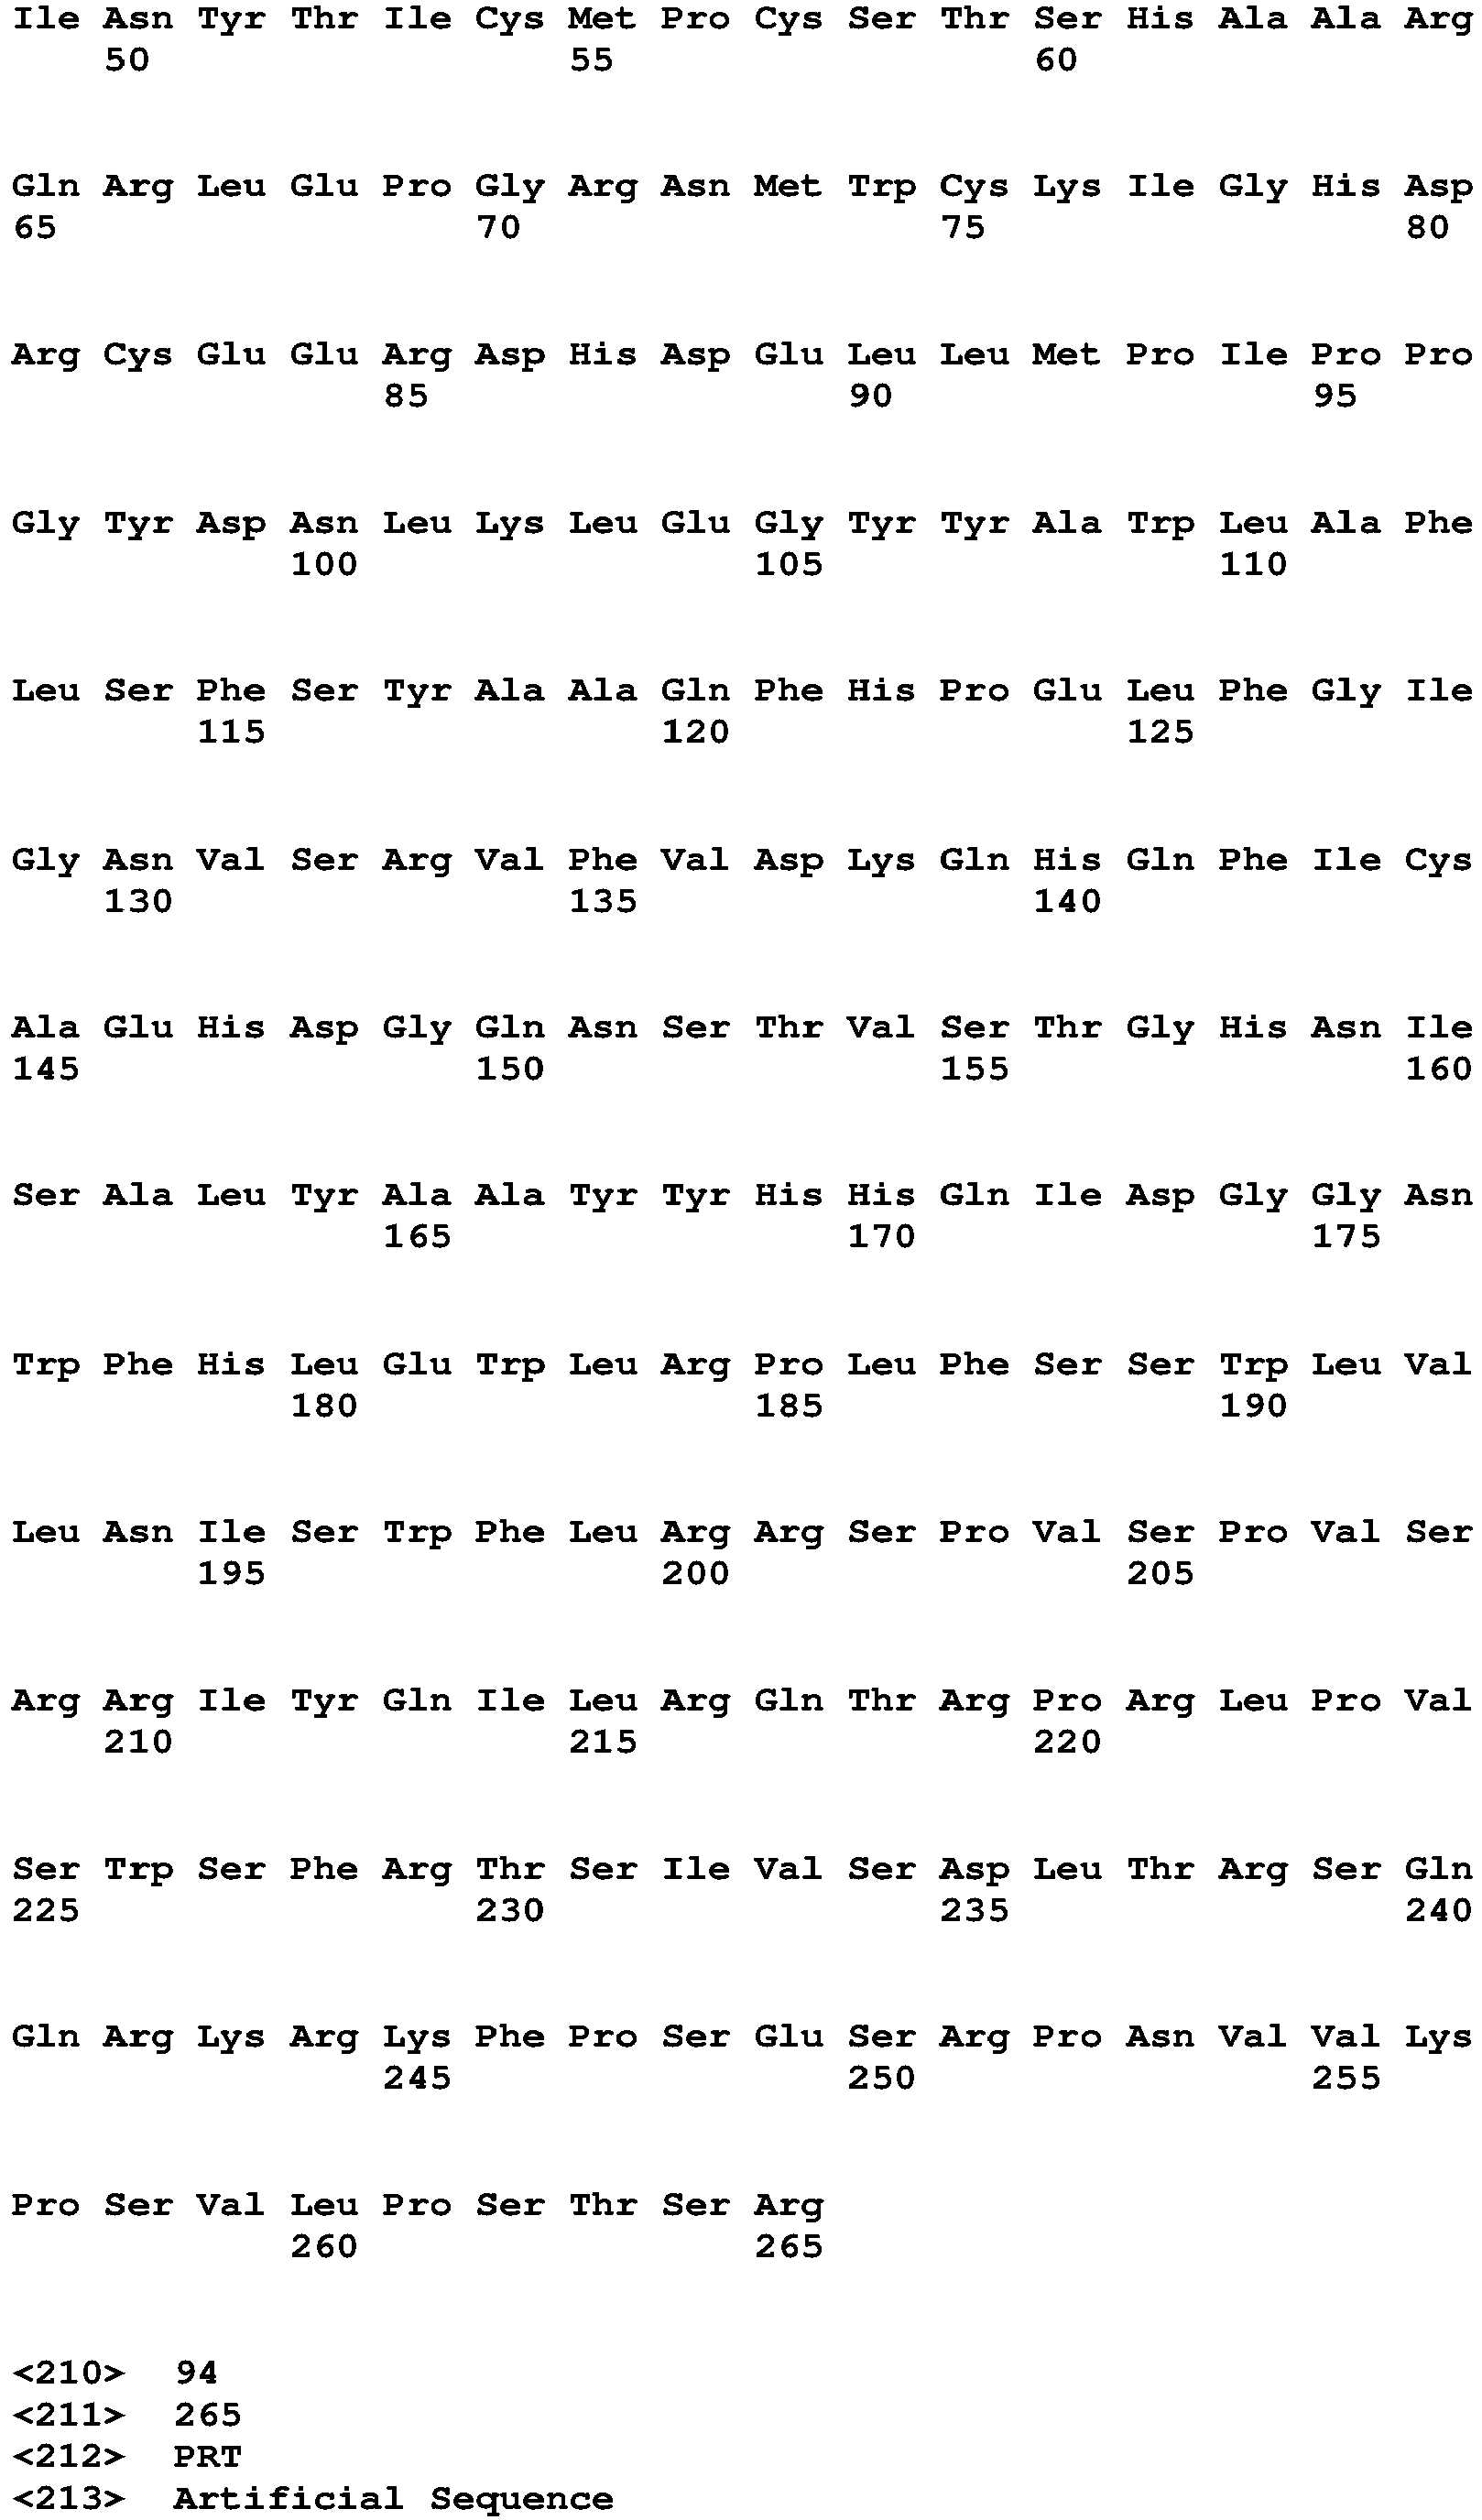 Ile Asn Tyr Thr Ile Cys Met Pro Cys Ser Thr Ser His Ala Ala Arg
50 55 60
Gln Arg Leu Glu Pro Gly Arg Asn Met Trp Cys Lys Ile Gly His Asp
65 70 75 80
Arg Cys Glu Glu Arg Asp His Asp Glu Leu Leu Met Pro Ile Pro Pro
85 90 95
Gly Tyr Asp Asn Leu Lys Leu Glu Gly Tyr Tyr Ala Trp Leu Ala Phe
100 105 110
Leu Ser Phe Ser Tyr Ala Ala Gln Phe His Pro Glu Leu Phe Gly Ile
115 120 125
Gly Asn Val Ser Arg Val Phe Val Asp Lys Gln His Gln Phe Ile Cys
130 135 140
Ala Glu His Asp Gly Gln Asn Ser Thr Val Ser Thr Gly His Asn Ile
145 150 155 160
Ser Ala Leu Tyr Ala Ala Tyr Tyr His His Gln Ile Asp Gly Gly Asn
165 170 175
Trp Phe His Leu Glu Trp Leu Arg Pro Leu Phe Ser Ser Trp Leu Val
180 185 190
Leu Asn Ile Ser Trp Phe Leu Arg Arg Ser Pro Val Ser Pro Val Ser
195 200 205
Arg Arg Ile Tyr Gln Ile Leu Arg Gln Thr Arg Pro Arg Leu Pro Val
210 215 220
Ser Trp Ser Phe Arg Thr Ser Ile Val Ser Asp Leu Thr Arg Ser Gln
225 230 235 240
Gln Arg Lys Arg Lys Phe Pro Ser Glu Ser Arg Pro Asn Val Val Lys
245 250 255
Pro Ser Val Leu Pro Ser Thr Ser Arg
260 265
<210> 94
<211> 265
<212> PRT
<213> Artificial Sequence